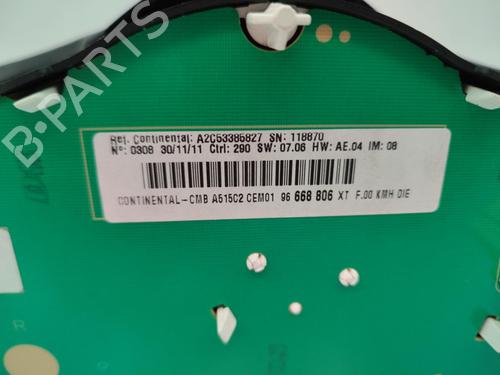 Ref. Continental: A2C53385827 SN: 118870
N°: 0308 30/11/11 Ctrl: 290 SW: 07.06 HW: AE.04 IM: 08
CONTINENTAL-CMB A515C2 CEM01 96 668 806 XT F.00 KMH DIE
B-PARTS
R